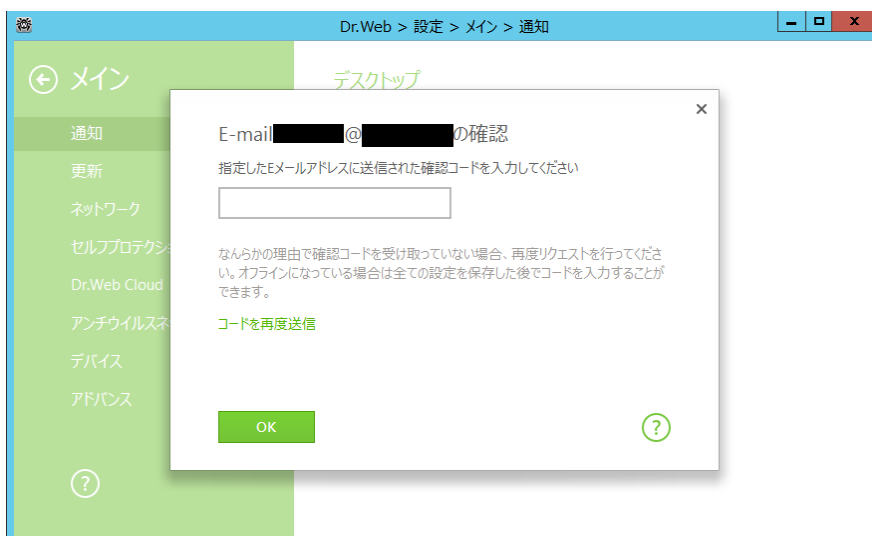 Dr.Web > 設定 > メイン > 通知
メイン
デスクトップ
通知
更新
ネットワーク
セルフプロテクショ
Dr.Web Cloud
アンチウイルスネ
デバイス
アドバンス
E-mail @ の確認
指定したEメールアドレスに送信された確認コードを入力してください
なんらかの理由で確認コードを受け取っていない場合、再度リクエストを行ってくださ
い。オフラインになっている場合は全ての設定を保存した後でコードを入力することが
できます。
コードを再度送信
OK
?
?